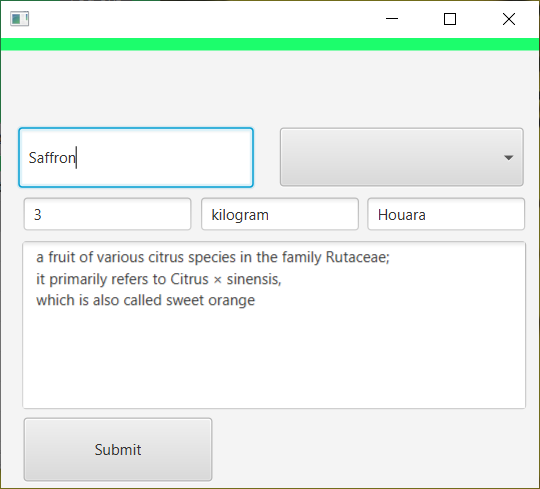 Saffron
3 kilogram Houara
a fruit of various citrus species in the family Rutaceae;
it primarily refers to Citrus × sinensis,
which is also called sweet orange
Submit